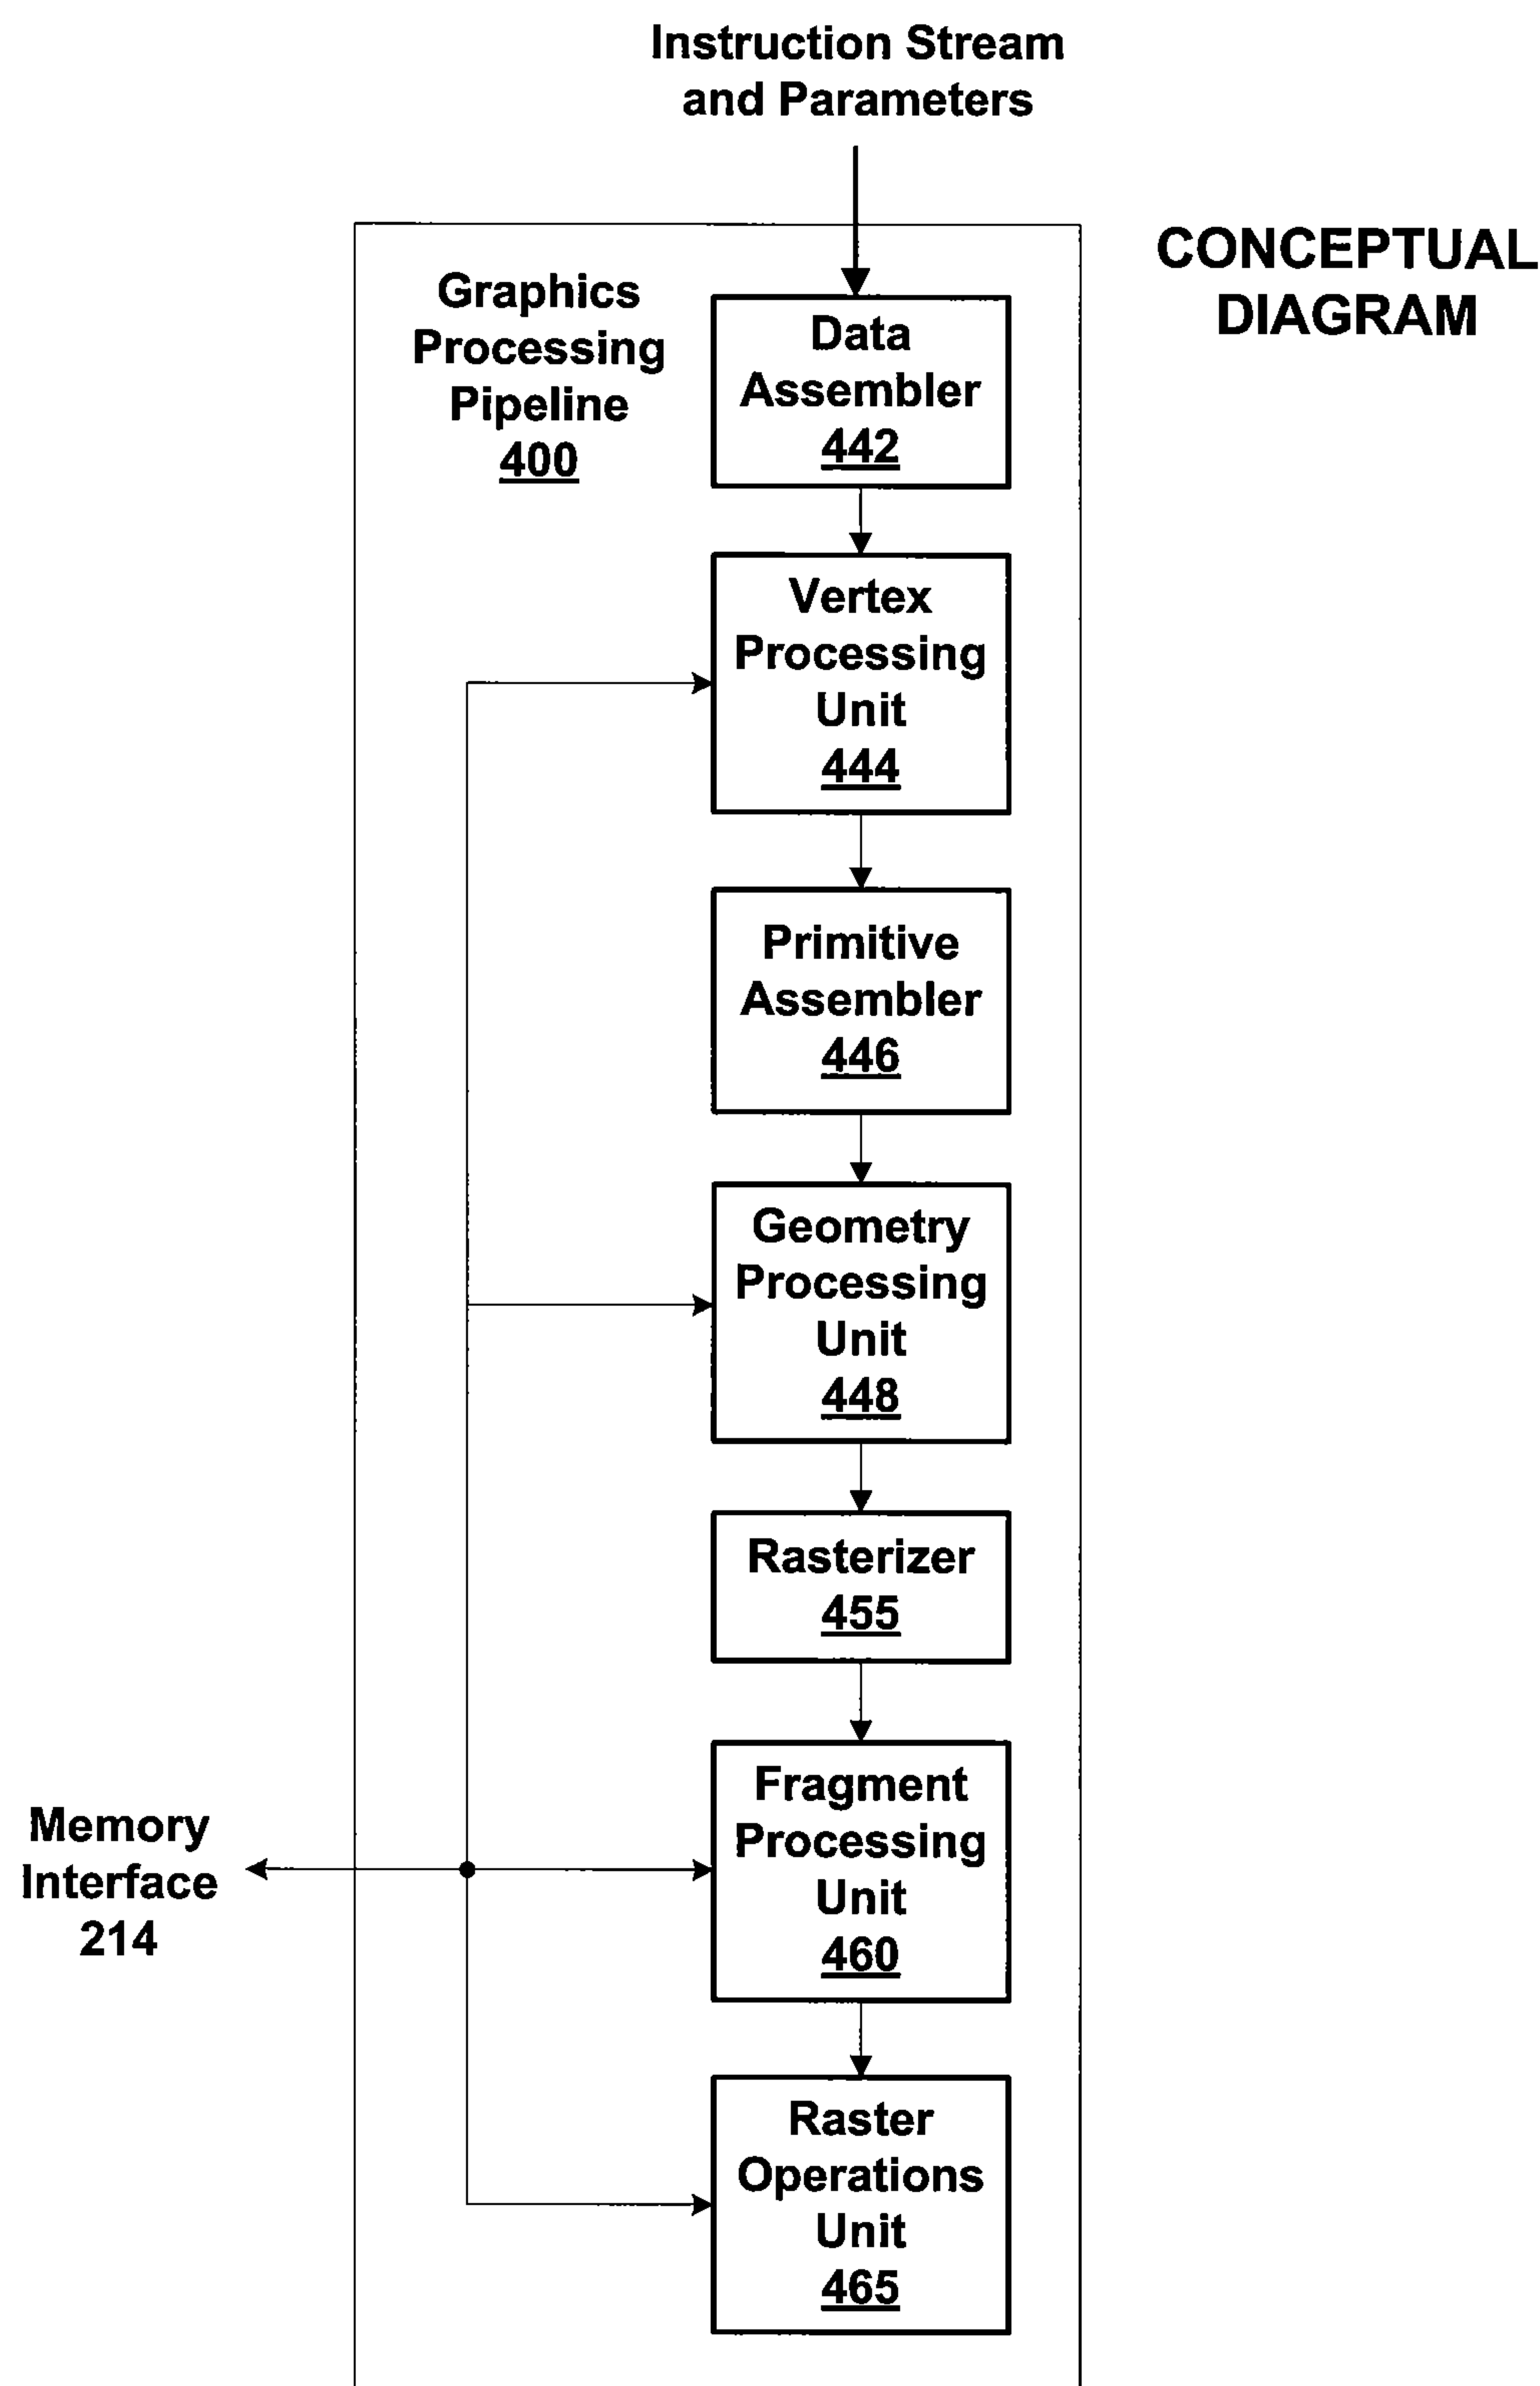 Instruction Stream
and Parameters
CONCEPTUAL
DIAGRAM
Graphics
Processing
Pipeline
400
Data
Assembler
442
Vertex
Processing
Unit
444
Primitive
Assembler
446
Geometry
Processing
Unit
448
Rasterizer
455
Memory
Interface
214
Fragment
Processing
Unit
460
Raster
Operations
Unit
465